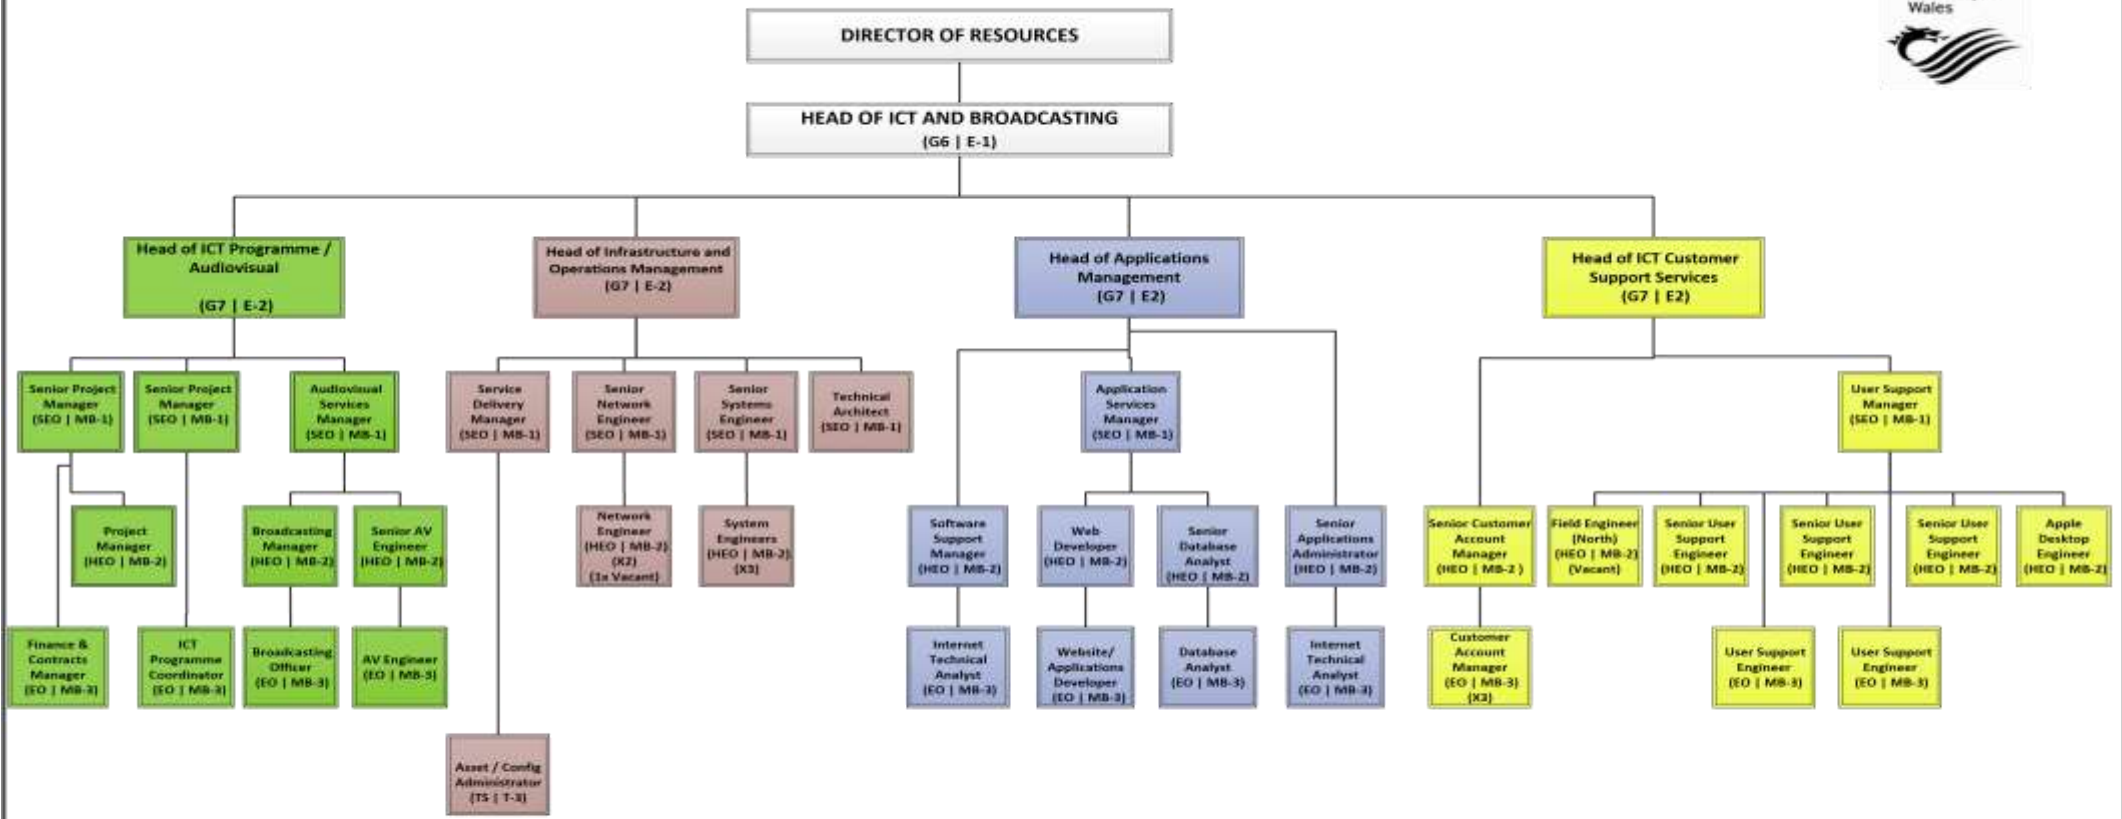 Wales
DIRECTOR OF RESOURCES
HEAD OF ICT AND BROADCASTING
(G6 | E-1)
Head of ICT Programme /
Audiovisual
(G7 | E-2)
Head of Infrastructure and
Operations Management
(G7 | E-2)
Head of Applications
Management
(G7 | E2)
Head of ICT Customer
Support Services
(G7 | E2)
Senior Project
Manager
(SEO | MB-1)
Senior Project
Manager
(SEO | MB-1)
Audiovisual
Services
Manager
(SEO | MB-1)
Service
Delivery
Manager
(SEO | MB-1)
Senior
Network
Engineer
(SEO | MB-1)
Senior
Systems
Engineer
(SEO | MB-1)
Technical
Architect
(SEO | MB-1)
Application
Services
Manager
(SEO | MB-1)
User Support
Manager
(SEO | MB-1)
Project
Manager
(HEO | MB-2)
Broadcasting
Manager
(HEO | MB-2)
Senior AV
Engineer
(HEO | MB-2)
Network
Engineer
(HEO | MB-2)
(X2)
(1x Vacant)
System
Engineers
(HEO | MB-2)
(X3)
Software
Support
Manager
(HEO | MB-2)
Web
Developer
(HEO | MB-2)
Senior
Database
Analyst
(HEO | MB-2)
Senior
Applications
Administrator
(HEO | MB-2)
Senior Customer
Account
Manager
(HEO | MB-2 )
Field Engineer
(North)
(HEO | MB-2)
(Vacant)
Senior User
Support
Engineer
(HEO | MB-2)
Senior User
Support
Engineer
(HEO | MB-2)
Senior User
Support
Engineer
(HEO | MB-2)
Apple
Desktop
Engineer
(HEO | MB-2)
Finance &
Contracts
Manager
(EO | MB-3)
ICT
Programme
Coordinator
(EO | MB-3)
Broadcasting
Officer
(EO | MB-3)
AV Engineer
(EO | MB-3)
Internet
Technical
Analyst
(EO | MB-3)
Website/
Applications
Developer
(EO | MB-3)
Database
Analyst
(EO | MB-3)
Internet
Technical
Analyst
(EO | MB-3)
Customer
Account
Manager
(EO | MB-3)
(X3)
User Support
Engineer
(EO | MB-3)
User Support
Engineer
(EO | MB-3)
Asset / Config
Administrator
(TS | T-3)